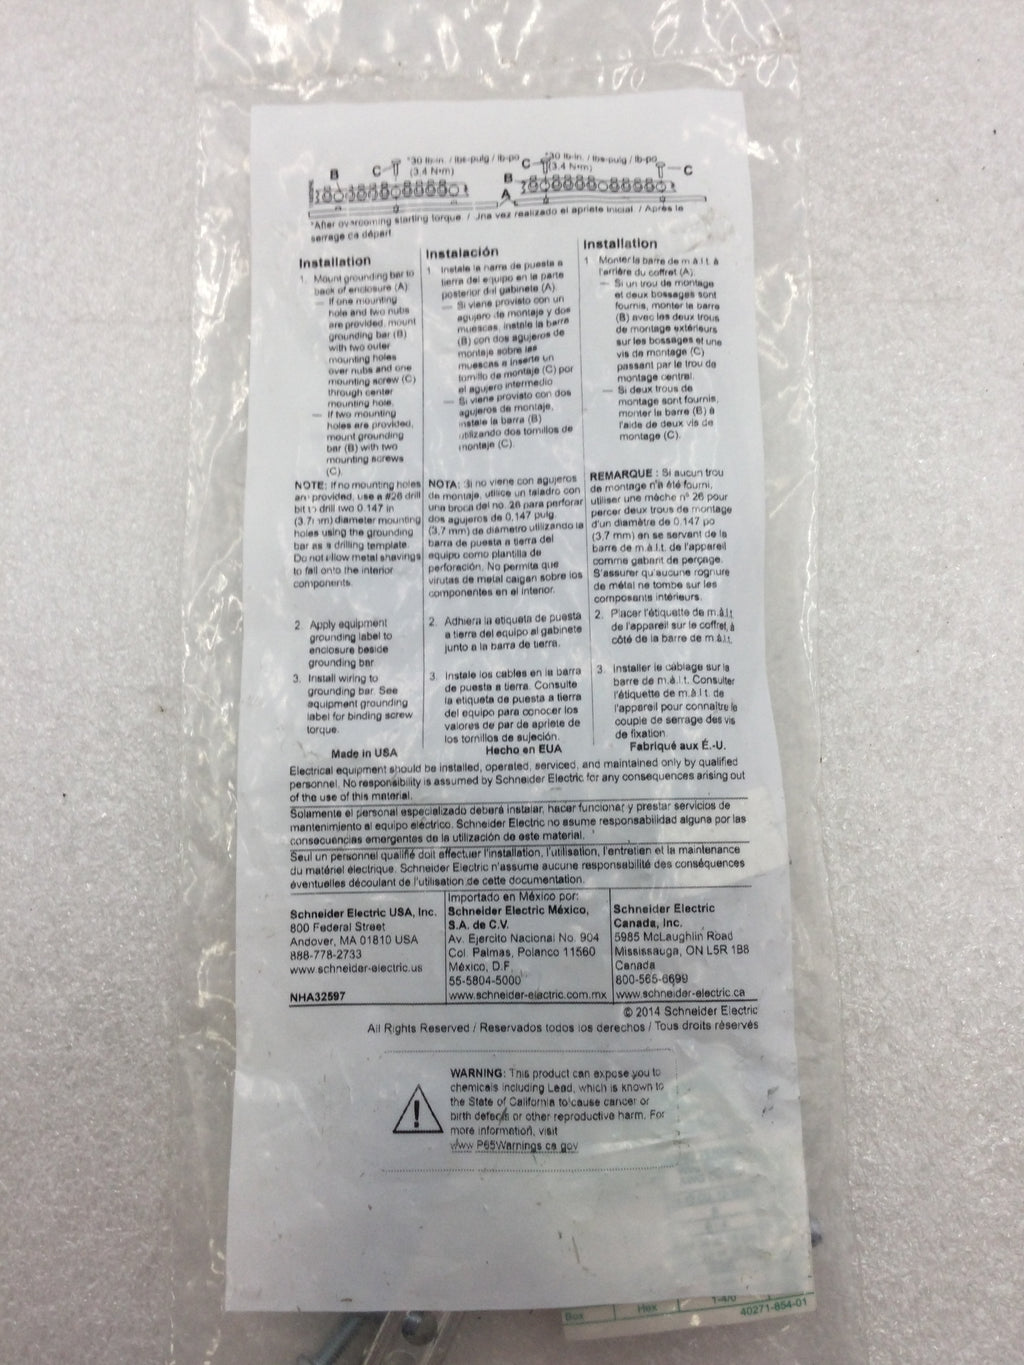 B
C
*30 lb-in. / lbs-pulg / lb-po
(3.4 N•m)
B
A
C
*30 lb-in. / lbs-pulg / lb-po
(3.4 N•m)
C
*After overcoming starting torque / Una vez realizado el apriete inicial / Après le
serrage de départ
Installation
1. Mount grounding bar to
back of enclosure (A)
— If one mounting
hole and two nubs
are provided, mount
grounding bar (B)
with two outer
mounting holes
over nubs and one
mounting screw (C)
through center
mounting hole.
— If two mounting
holes are provided,
mount grounding
bar (B) with two
mounting screws
(C).
NOTE: If no mounting holes
are provided, use a #26 drill
bit to drill two 0.147 in
(3.7 mm) diameter mounting
holes using the grounding
bar as a drilling template.
Do not allow metal shavings
to fall onto the interior
components.
2. Apply equipment
grounding label to
enclosure beside
grounding bar
3. Install wiring to
grounding bar. See
equipment grounding
label for binding screw
torque.
Made in USA
Instalación
1. Instale la barra de puesta a
tierra del equipo en la parte
posterior del gabinete (A)
— Si viene provisto con un
agujero de montaje y dos
muescas, instale la barra
(B) con dos agujeros de
montaje sobre las
muescas e inserte un
tornillo de montaje (C) por
el agujero intermedio
— Si viene provisto con dos
agujeros de montaje,
instale la barra (B)
utilizando dos tornillos de
montaje (C).
NOTA: Si no viene con agujeros
de montaje, utilice un taladro con
una broca del no. 26 para perforar
dos agujeros de 0.147 pulg.
(3.7 mm) de diámetro utilizando la
barra de puesta a tierra del
equipo como plantilla de
perforación. No permita que
virutas de metal caigan sobre los
componentes en el interior.
2. Adhiera la etiqueta de puesta
a tierra del equipo al gabinete
junto a la barra de tierra.
3. Instale los cables en la barra
de puesta a tierra. Consulte
la etiqueta de puesta a tierra
del equipo para conocer los
valores de par de apriete de
los tornillos de sujeción.
Hecho en EUA
Installation
1 Monter la barre de m.à.l.t. à
l'arrière du coffret (A)
— Si un trou de montage
et deux bossages sont
fournis, monter la barre
(B) avec les deux trous
de montage extérieurs
sur les bossages et une
vis de montage (C)
passant par le trou de
montage central.
— Si deux trous de
montage sont fournis,
monter la barre (B) à
l'aide de deux vis de
montage (C).
REMARQUE : Si aucun trou
de montage n'a été fourni,
utiliser une mèche n° 26 pour
percer deux trous de montage
d'un diamètre de 0.147 po
(3,7 mm) en se servant de la
barre de m.à.l.t. de l'appareil
comme gabarit de perçage.
S'assurer qu'aucune rognure
de métal ne tombe sur les
composants intérieurs.
2. Placer l'étiquette de m.à.l.t.
de l'appareil sur le coffret, à
côté de la barre de m.à.l.t.
3. Installer le câblage sur la
barre de m.à.l.t. Consulter
l'étiquette de m.à.l.t. de
l'appareil pour connaître le
couple de serrage des vis
de fixation.
Fabriqué aux É.-U.
Electrical equipment should be installed, operated, serviced, and maintained only by qualified
personnel. No responsibility is assumed by Schneider Electric for any consequences arising out
of the use of this material.
Solamente el personal especializado deberá instalar, hacer funcionar y prestar servicios de
mantenimiento al equipo eléctrico. Schneider Electric no asume responsabilidad alguna por las
consecuencias emergentes de la utilización de este material.
Seul un personnel qualifié doit effectuer l'installation, l'utilisation, l'entretien et la maintenance
du matériel électrique. Schneider Electric n'assume aucune responsabilité des conséquences
éventuelles découlant de l'utilisation de cette documentation.
Schneider Electric USA, Inc.
800 Federal Street
Andover, MA 01810 USA
888-778-2733
www.schneider-electric.us
NHA32597
Importado en México por:
Schneider Electric México,
S.A. de C.V.
Av. Ejercito Nacional No. 904
Col. Palmas, Polanco 11560
México, D.F.
55-5804-5000
www.schneider-electric.com.mx
Schneider Electric
Canada, Inc.
5985 McLaughlin Road
Mississauga, ON L5R 1B8
Canada
800-565-6699
www.schneider-electric.ca
© 2014 Schneider Electric
All Rights Reserved / Reservados todos los derechos / Tous droits réservés
WARNING: This product can expose you to
chemicals including Lead, which is known to
the State of California to cause cancer or
birth defects or other reproductive harm. For
more information, visit
www.P65Warnings.ca.gov
Box Hex 1-4/0
40271-854-01